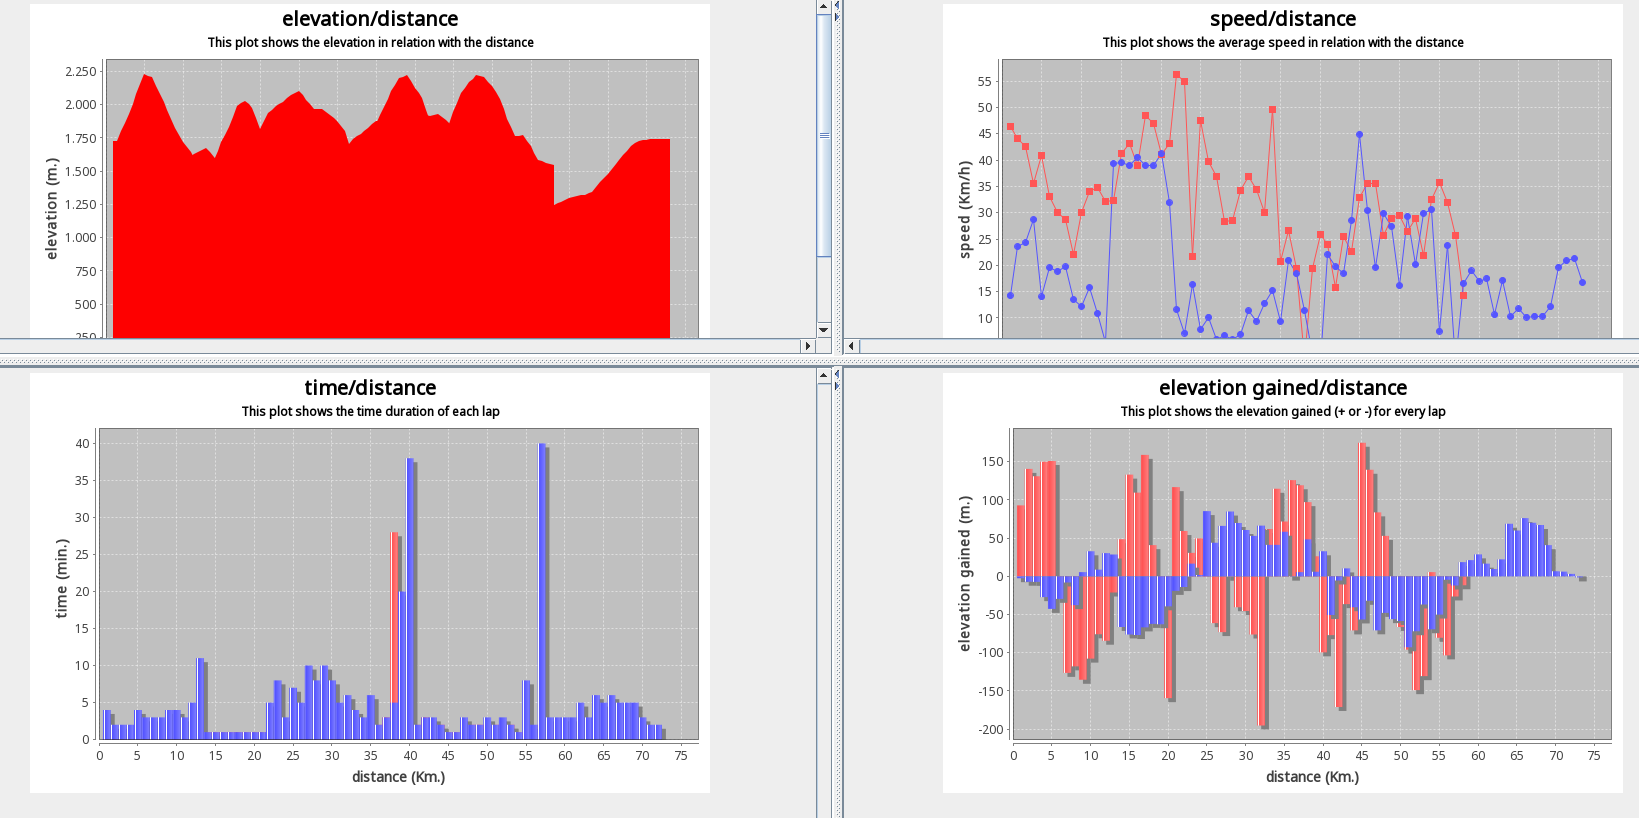 elevation/distance
This plot shows the elevation in relation with the distance
2.250
2.000
1.750
1.500
1.250
1.000
750
500
250
elevation (m.)
speed/distance
This plot shows the average speed in relation with the distance
55
50
45
40
35
30
25
20
15
10
speed (Km/h)
time/distance
This plot shows the time duration of each lap
40
35
30
25
20
15
10
5
0
time (min.)
0 5 10 15 20 25 30 35 40 45 50 55 60 65 70 75
distance (Km.)
elevation gained/distance
This plot shows the elevation gained (+ or -) for every lap
150
100
50
0
-50
-100
-150
-200
elevation gained (m.)
0 5 10 15 20 25 30 35 40 45 50 55 60 65 70 75
distance (Km.)